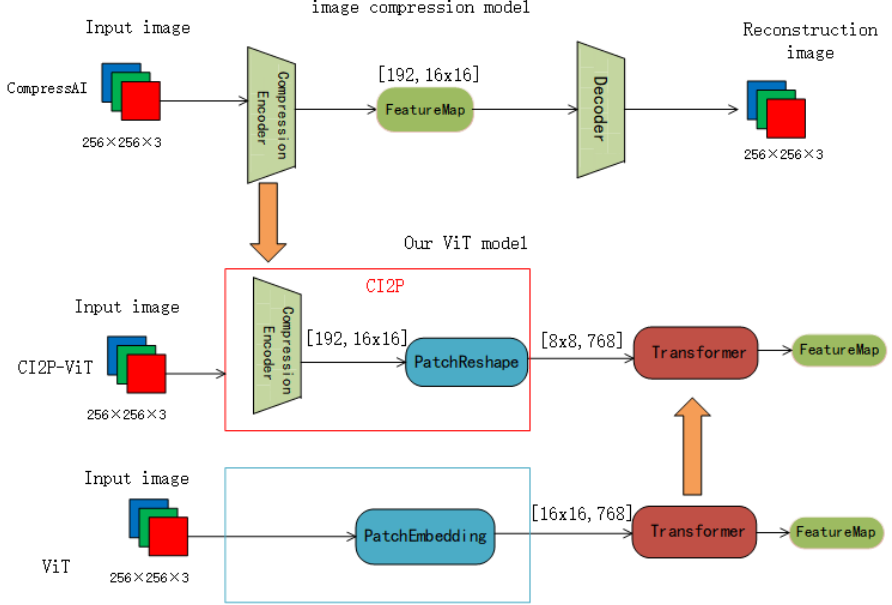 image compression model
Input image
Reconstruction
image
CompressAI
Compression
Encoder
[192, 16x16]
FeatureMap
Decoder
256×256×3
256×256×3
Our ViT model
CI2P
Input image
CI2P-ViT
Compression
Encoder
[192, 16x16]
PatchReshape
[8x8, 768]
Transformer
FeatureMap
256×256×3
Input image
ViT
PatchEmbedding
[16x16, 768]
Transformer
FeatureMap
256×256×3